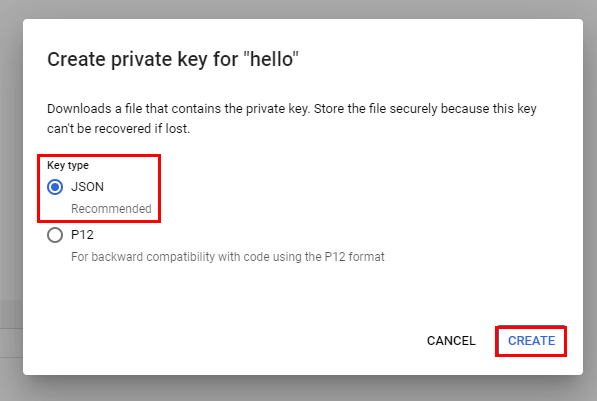 Create private key for "hello"
Downloads a file that contains the private key. Store the file securely because this key
can't be recovered if lost.
Key type
JSON
Recommended
P12
For backward compatibility with code using the P12 format
CANCEL
CREATE